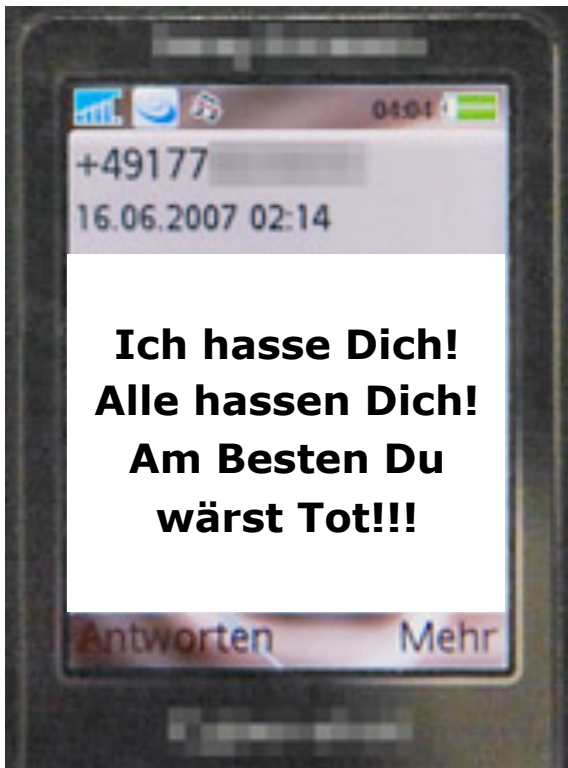 04:04
+49177
16.06.2007 02:14
Ich hasse Dich!
Alle hassen Dich!
Am Besten Du
wärst Tot!!!
Antworten Mehr